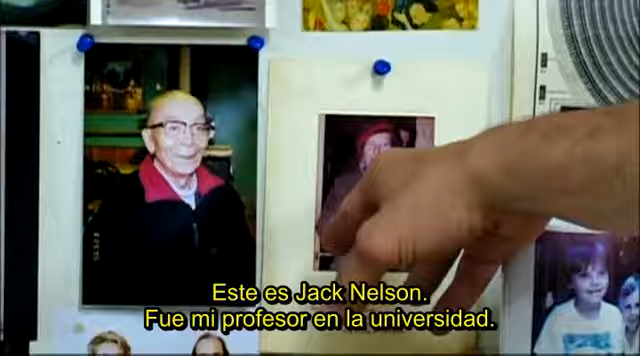 Este es Jack Nelson.
Fue mi profesor en la universidad.